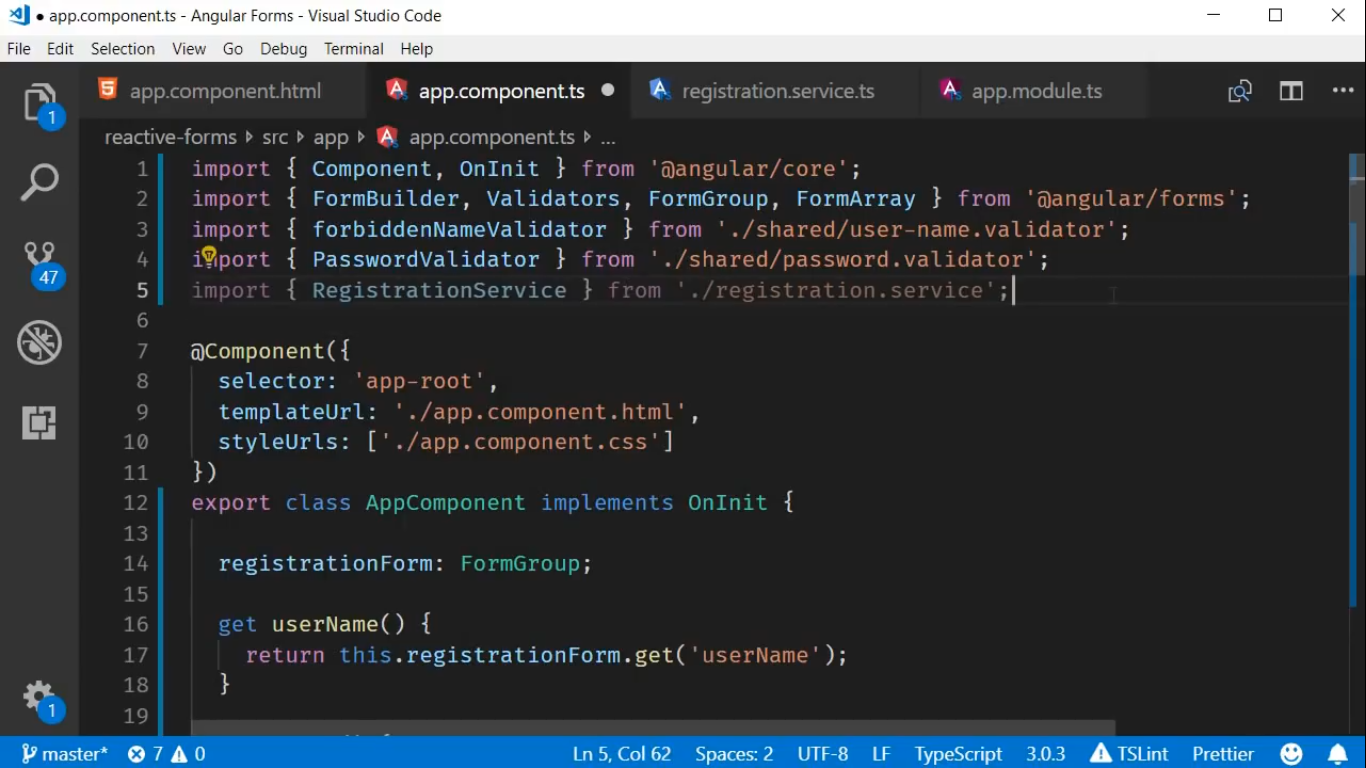 ● app.component.ts - Angular Forms - Visual Studio Code
File Edit Selection View Go Debug Terminal Help
app.component.html app.component.ts registration.service.ts app.module.ts
reactive-forms src app app.component.ts ...
1 import { Component, OnInit } from '@angular/core';
2 import { FormBuilder, Validators, FormGroup, FormArray } from '@angular/forms';
3 import { forbiddenNameValidator } from './shared/user-name.validator';
4 import { PasswordValidator } from './shared/password.validator';
5 import { RegistrationService } from './registration.service';
6
7 @Component({
8 selector: 'app-root',
9 templateUrl: './app.component.html',
10 styleUrls: ['./app.component.css']
11 })
12 export class AppComponent implements OnInit {
13
14 registrationForm: FormGroup;
15
16 get userName() {
17 return this.registrationForm.get('userName');
18 }
19
1
47
1
master* 7 0 Ln 5, Col 62 Spaces: 2 UTF-8 LF TypeScript 3.0.3 TSLint Prettier